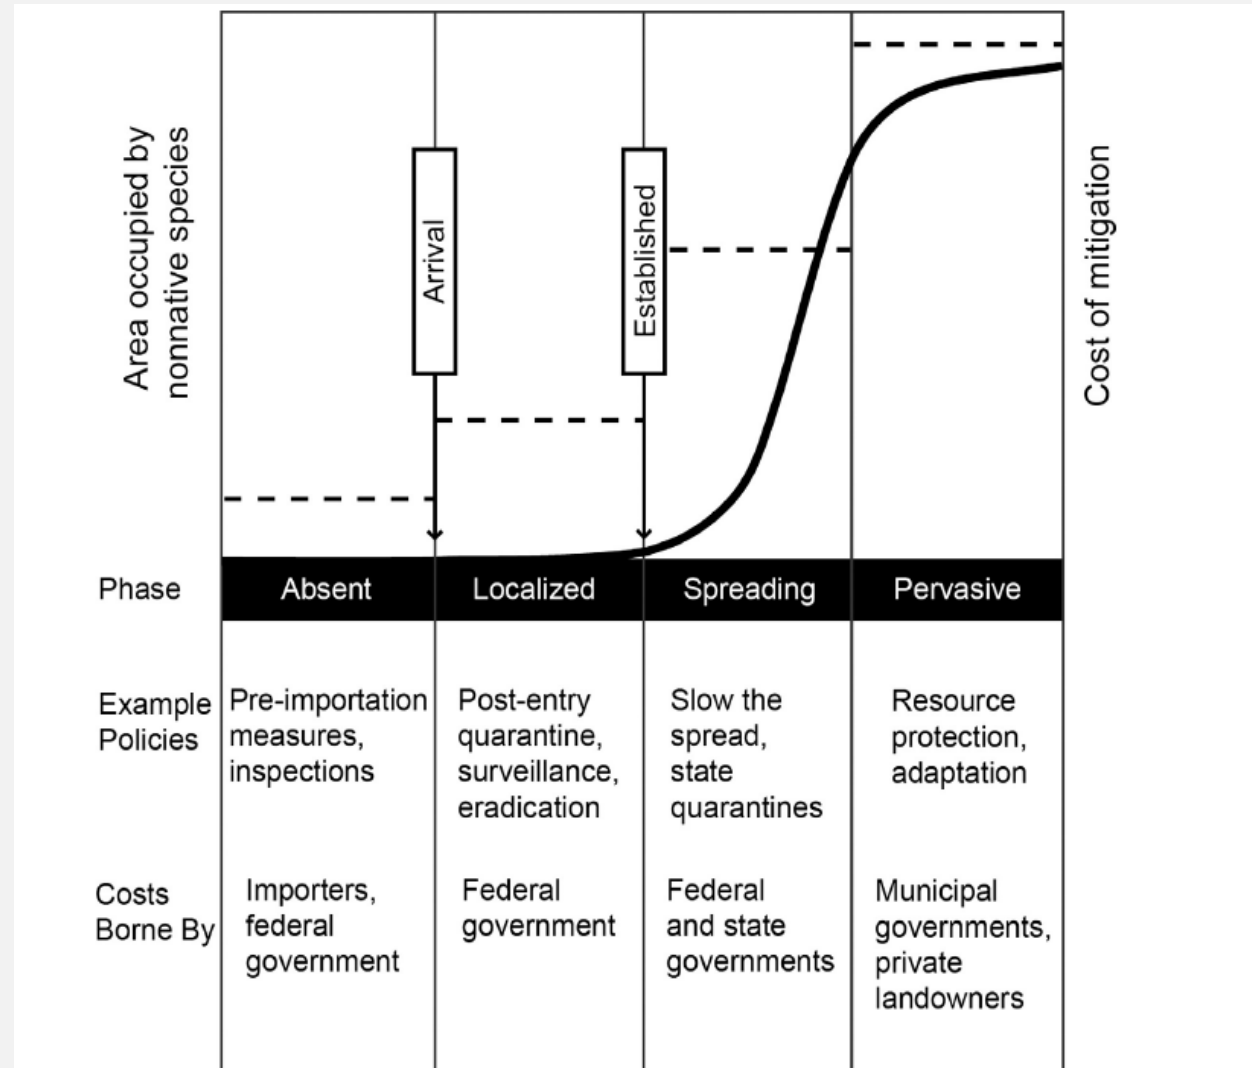 Area occupied by
nonnative species
Arrival
Established
Cost of mitigation
Phase
Absent
Localized
Spreading
Pervasive
Example
Policies
Pre-importation
measures,
inspections
Post-entry
quarantine,
surveillance,
eradication
Slow the
spread,
state
quarantines
Resource
protection,
adaptation
Costs
Borne By
Importers,
federal
government
Federal
government
Federal
and state
governments
Municipal
governments,
private
landowners